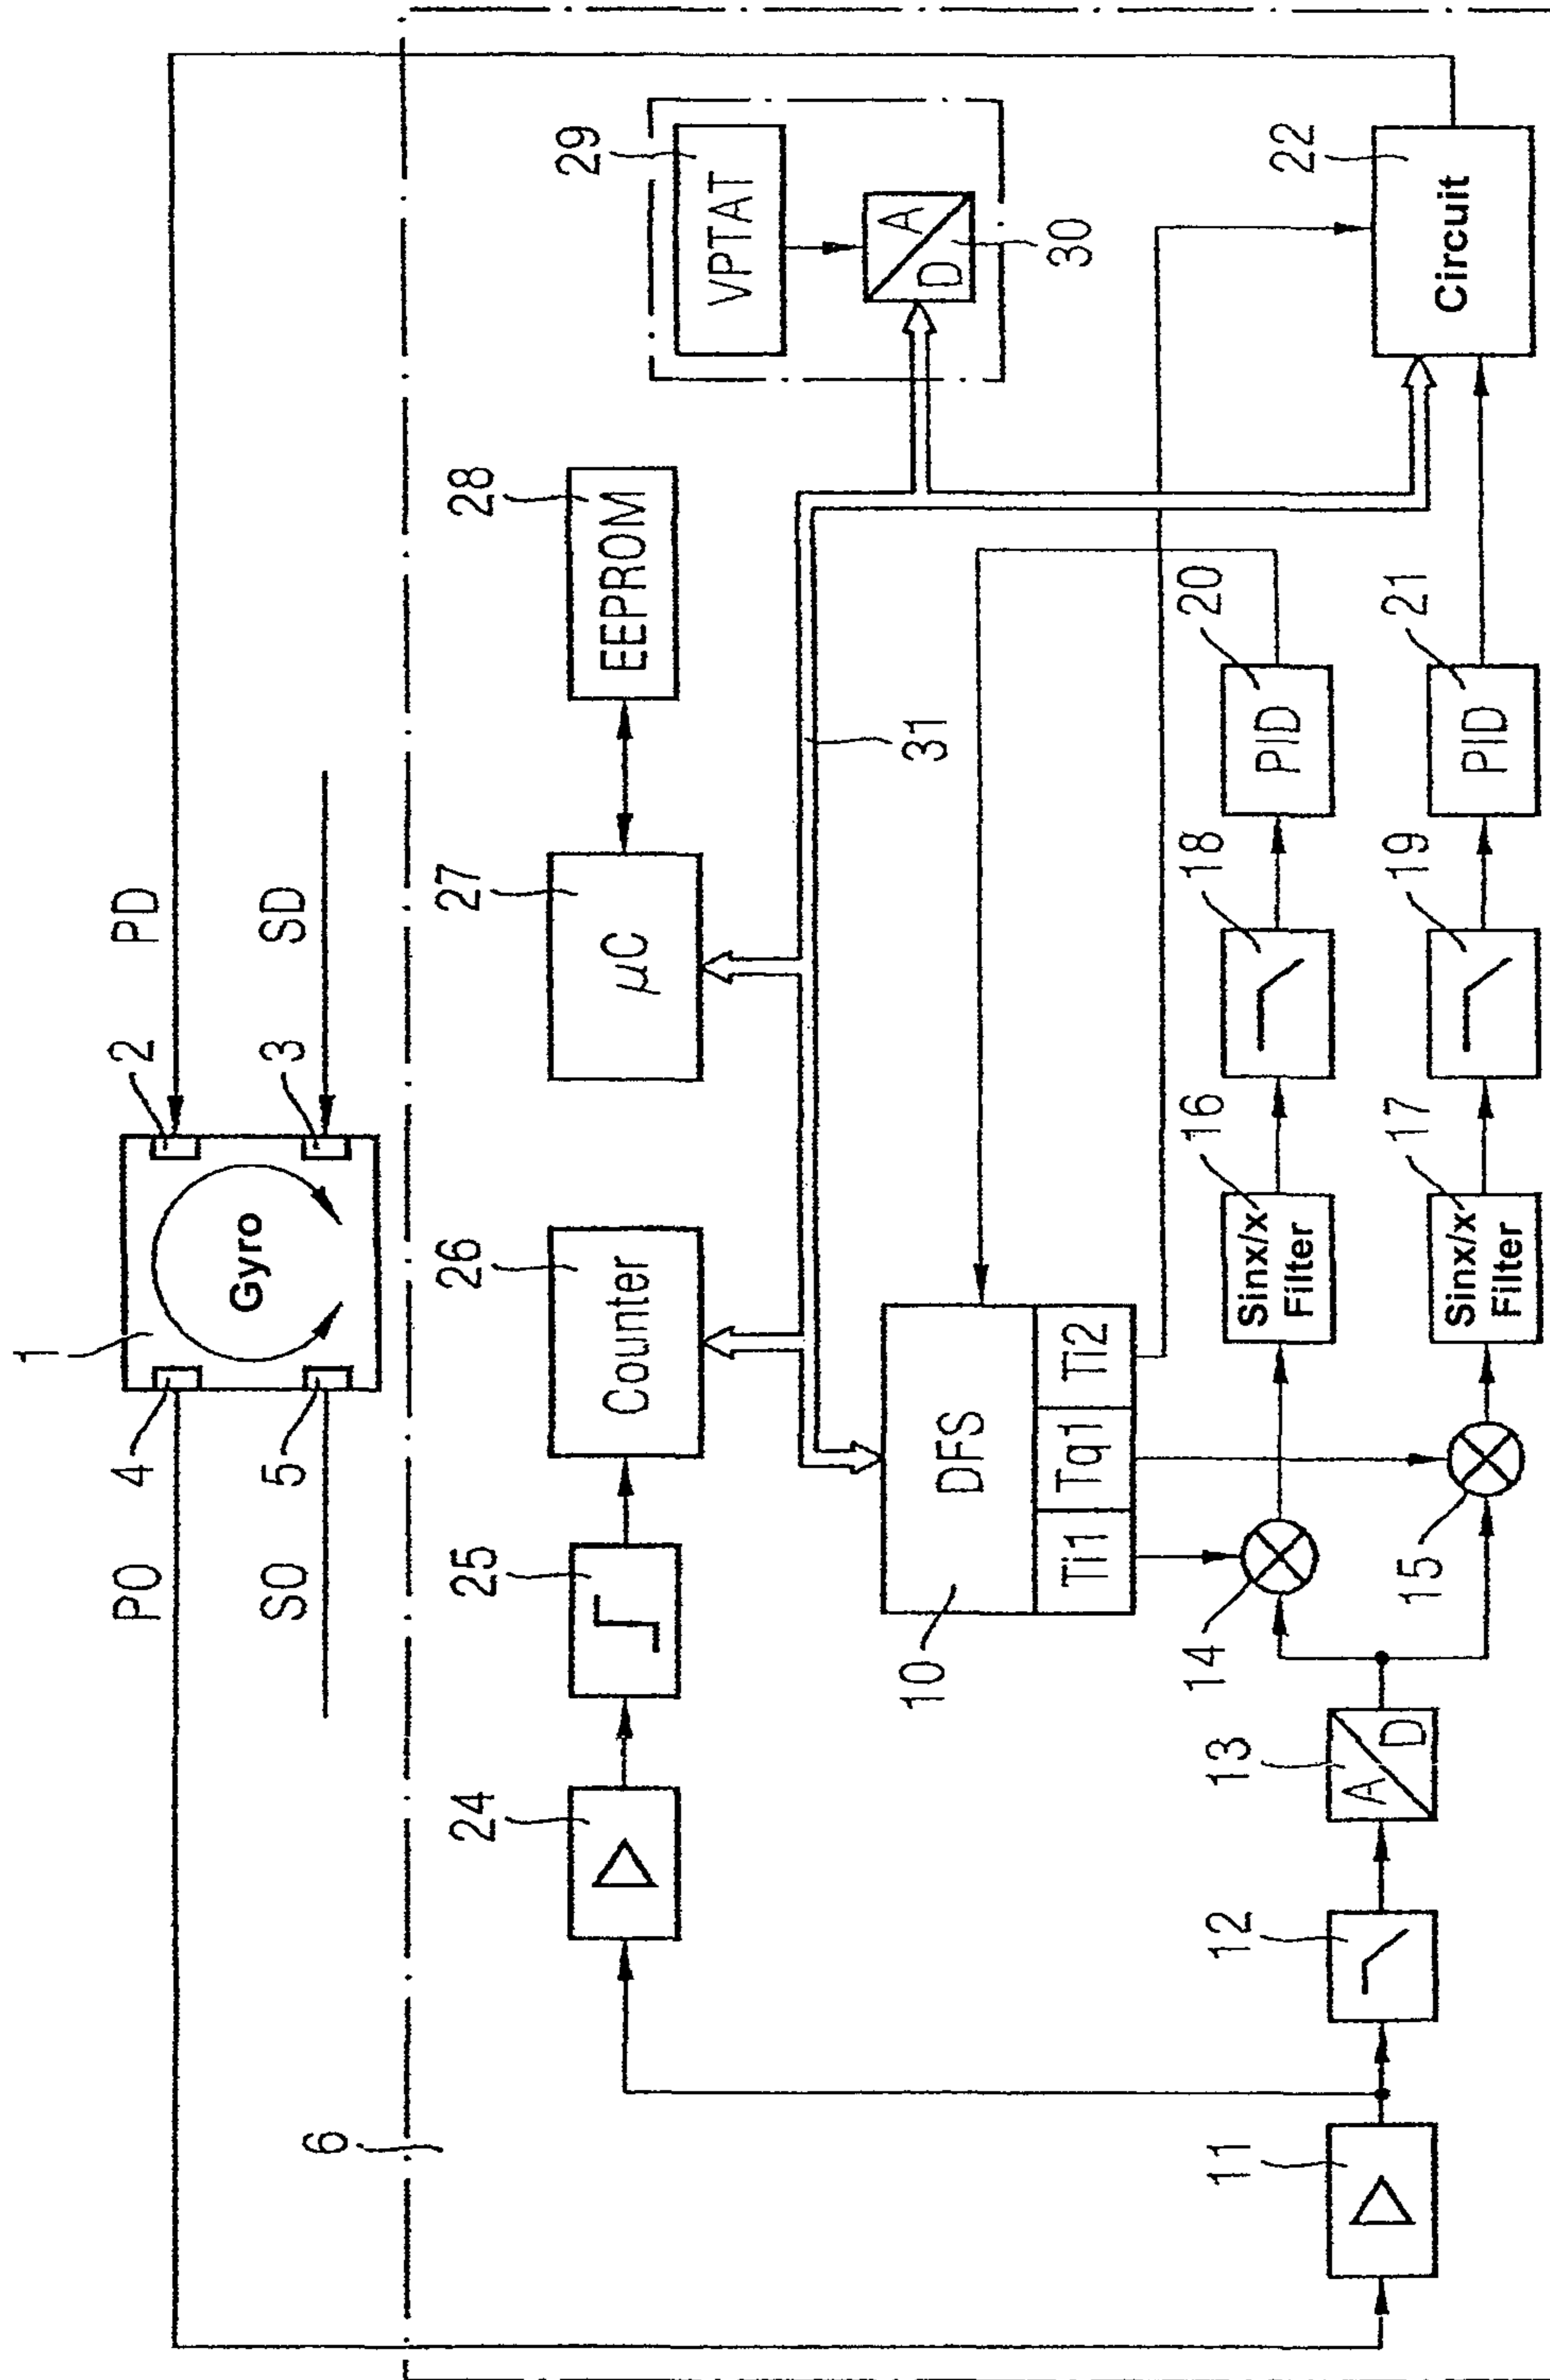 1
Gyro
4
2
PO
PD
5
3
SO
SD
6
24
25
26
Counter
27
µC
28
EEPROM
29
VPTAT
A
D
30
31
10
DFS
Ti1
Tq1
Ti2
11
12
13
A
D
14
15
16
Sinx/x
Filter
17
Sinx/x
Filter
18
19
20
PID
21
PID
22
Circuit